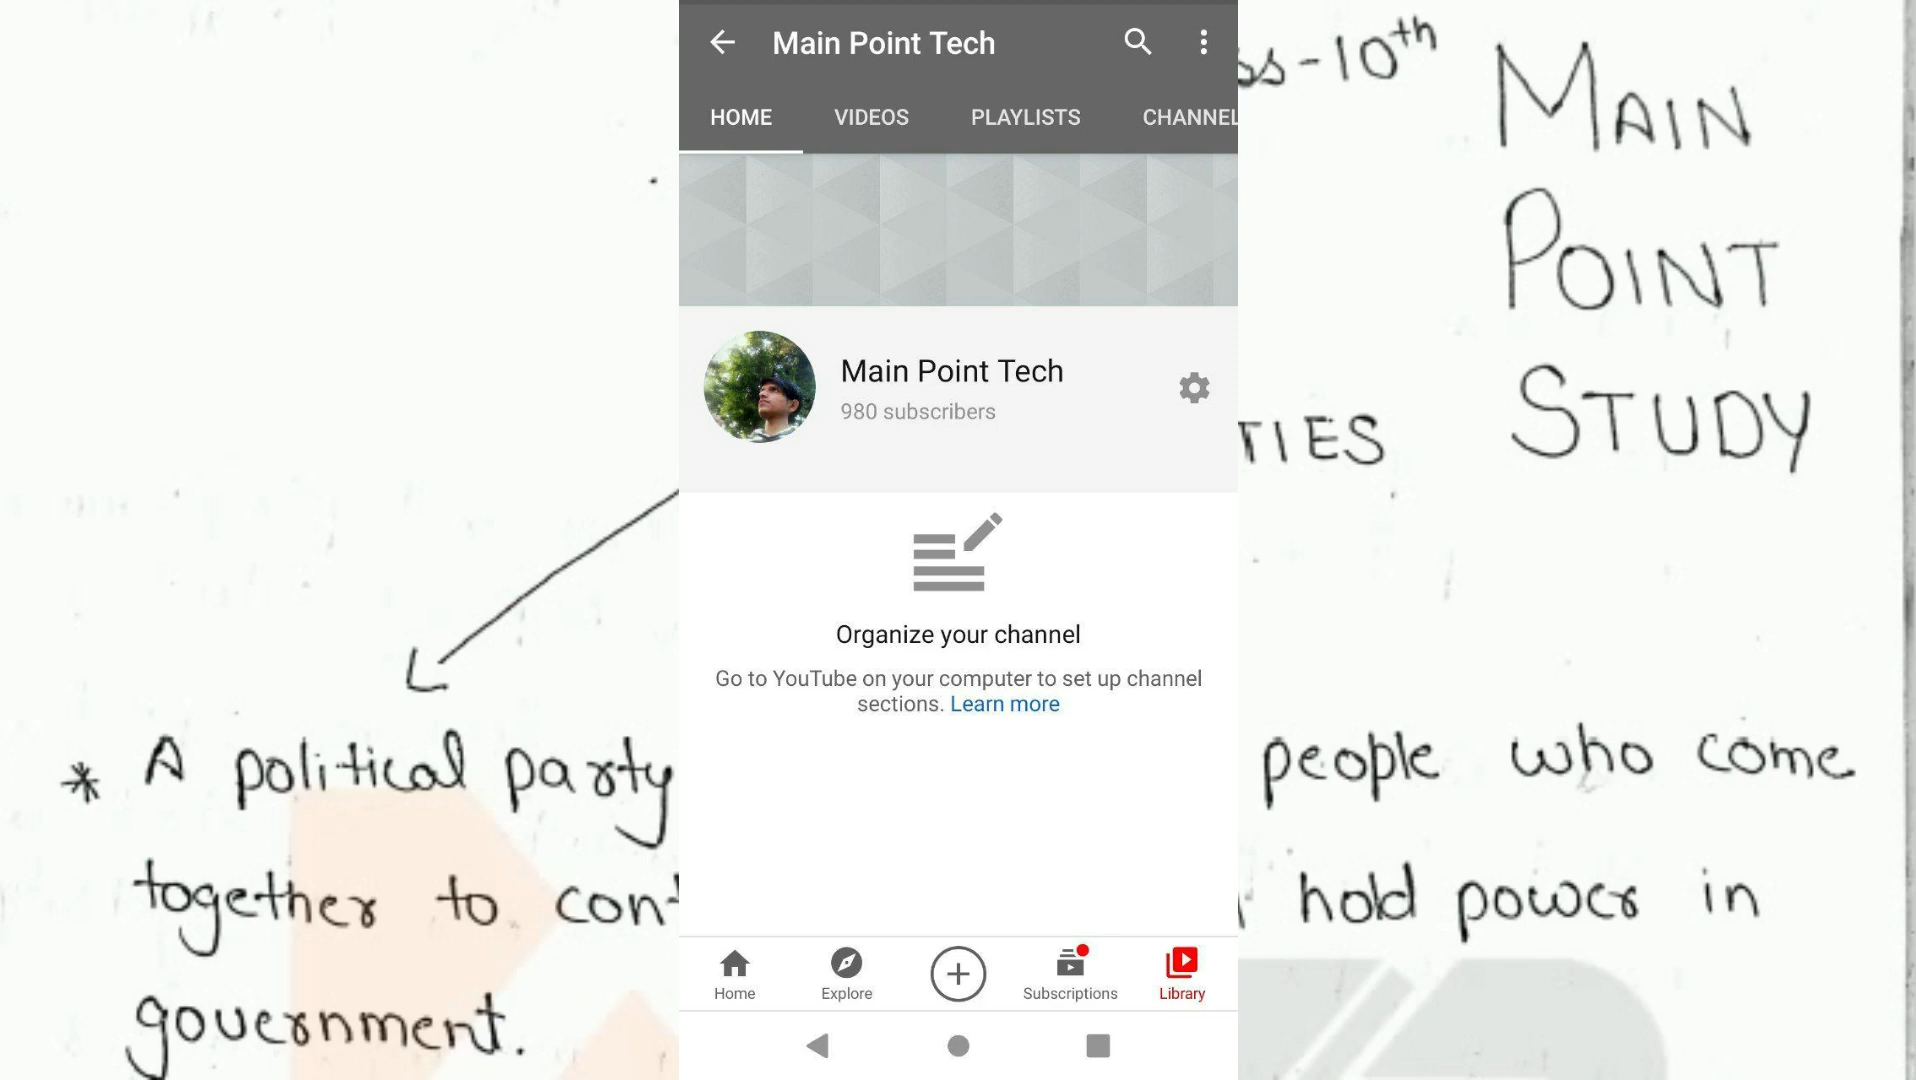 Main Point Tech
HOME VIDEOS PLAYLISTS CHANNEL
Main Point Tech
980 subscribers
Organize your channel
Go to YouTube on your computer to set up channel
sections. Learn more
Home Explore Subscriptions Library
ss-10th
MAIN
POINT
STUDY
TIES
* A political party people who come
together to con hold power in
government.